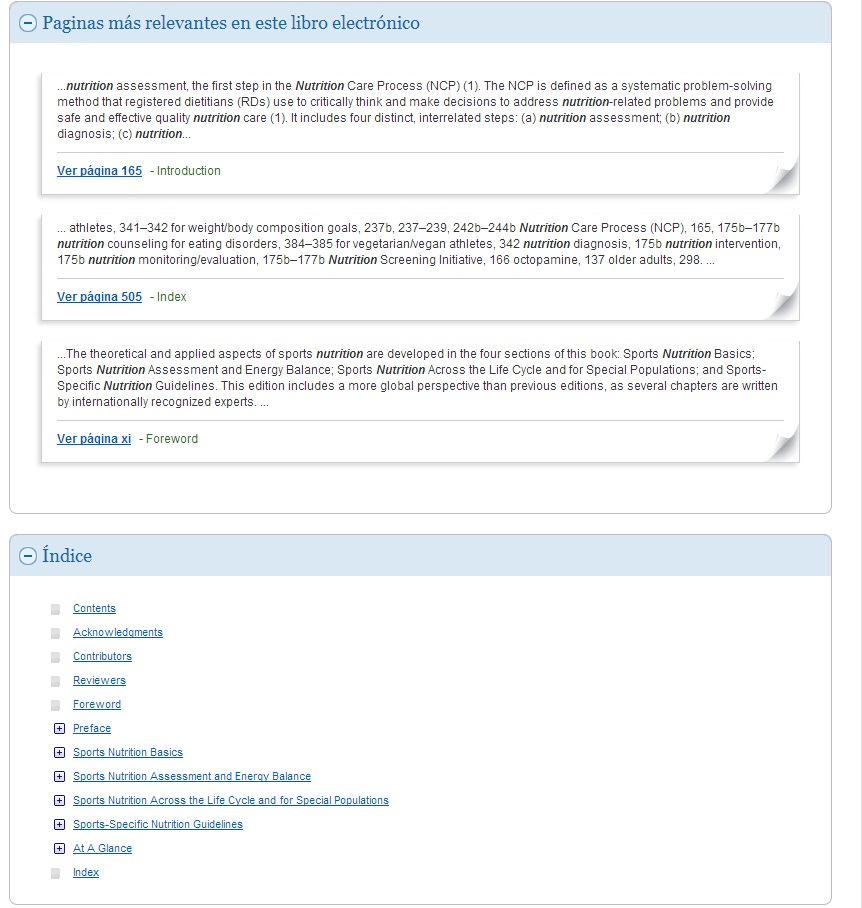 Paginas más relevantes en este libro electrónico
...nutrition assessment, the first step in the Nutrition Care Process (NCP) (1). The NCP is defined as a systematic problem-solving
method that registered dietitians (RDs) use to critically think and make decisions to address nutrition-related problems and provide
safe and effective quality nutrition care (1). It includes four distinct, interrelated steps: (a) nutrition assessment; (b) nutrition
diagnosis; (c) nutrition...
Ver página 165 - Introduction
... athletes, 341–342 for weight/body composition goals, 237b, 237–239, 242b–244b Nutrition Care Process (NCP), 165, 175b–177b
nutrition counseling for eating disorders, 384–385 for vegetarian/vegan athletes, 342 nutrition diagnosis, 175b nutrition intervention,
175b nutrition monitoring/evaluation, 175b–177b Nutrition Screening Initiative, 166 octopamine, 137 older adults, 298. ...
Ver página 505 - Index
...The theoretical and applied aspects of sports nutrition are developed in the four sections of this book: Sports Nutrition Basics;
Sports Nutrition Assessment and Energy Balance; Sports Nutrition Across the Life Cycle and for Special Populations; and Sports-
Specific Nutrition Guidelines. This edition includes a more global perspective than previous editions, as several chapters are written
by internationally recognized experts. ...
Ver página xi - Foreword
Índice
Contents
Acknowledgments
Contributors
Reviewers
Foreword
Preface
Sports Nutrition Basics
Sports Nutrition Assessment and Energy Balance
Sports Nutrition Across the Life Cycle and for Special Populations
Sports-Specific Nutrition Guidelines
At A Glance
Index